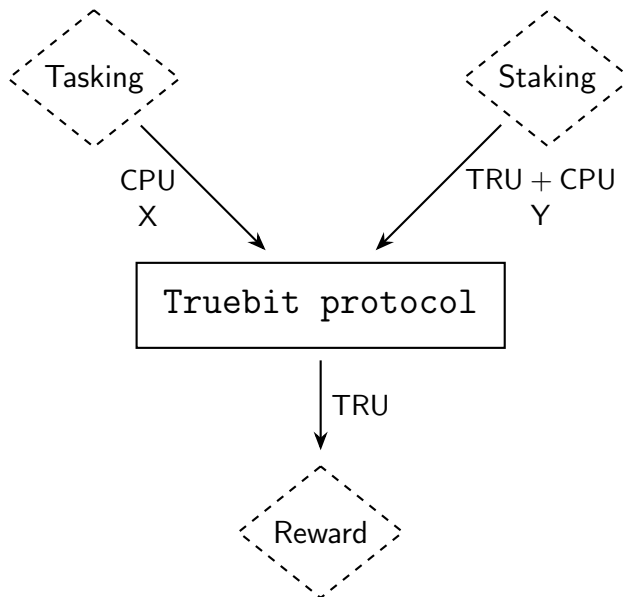 Tasking
Staking
CPU
X
TRU + CPU
Y
Truebit protocol
TRU
Reward